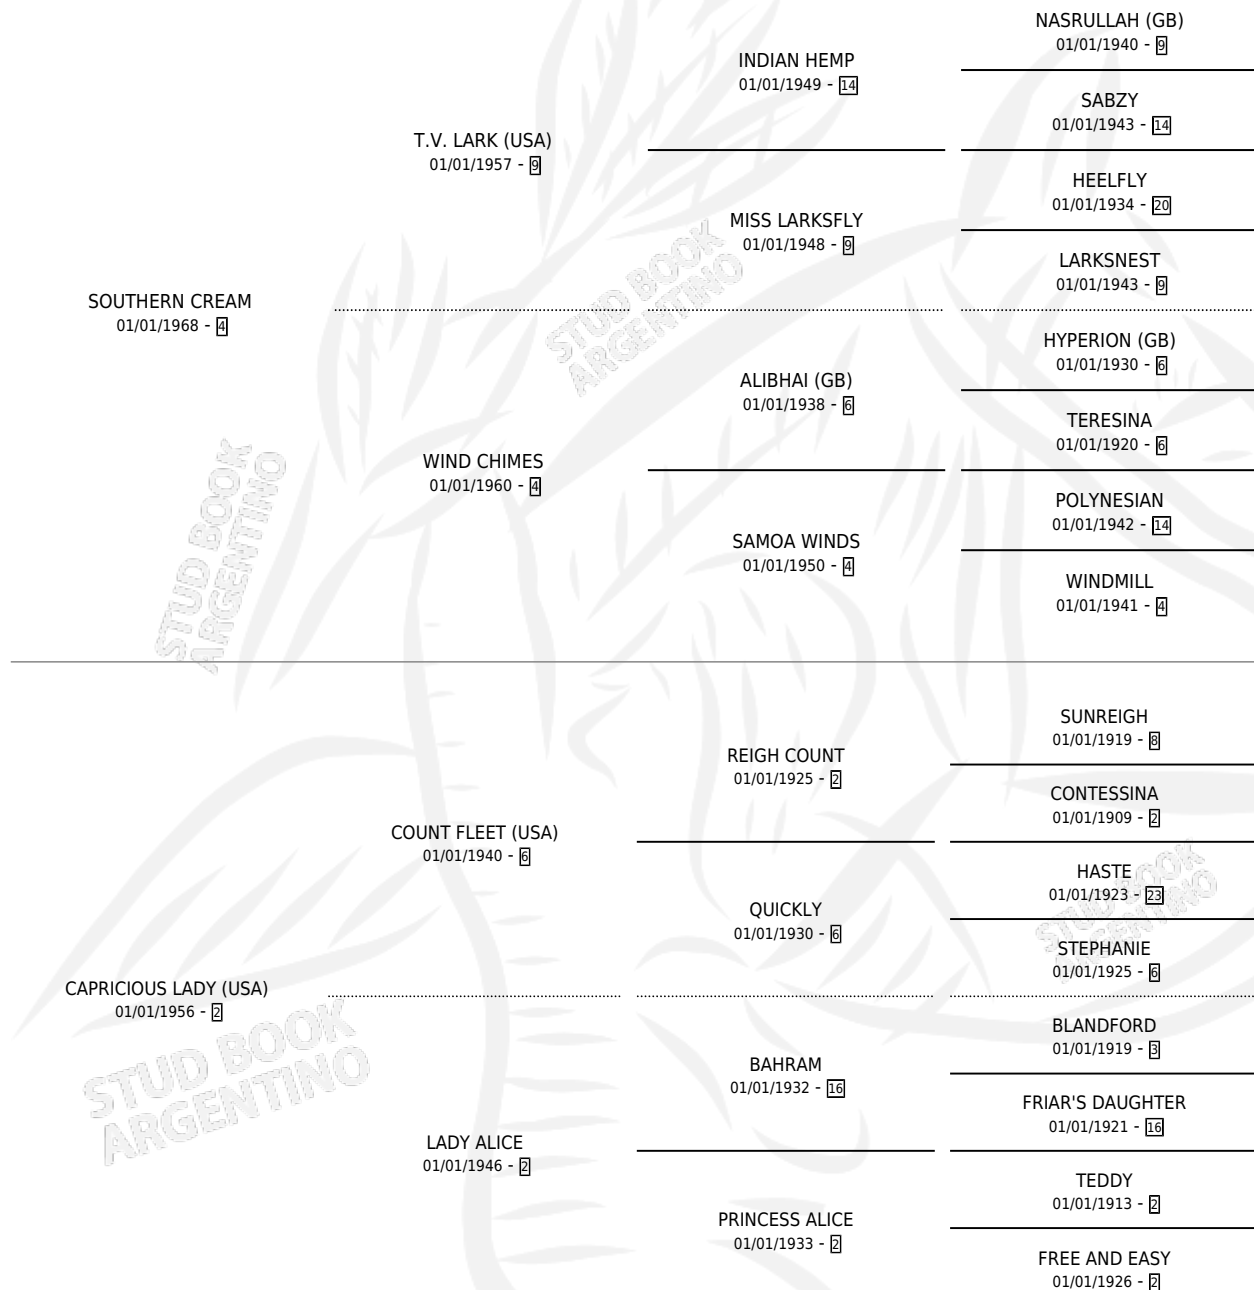 NASRULLAH (GB)
01/01/1940 - 9
INDIAN HEMP
01/01/1949 - 14
SABZY
01/01/1943 - 14
T.V. LARK (USA)
01/01/1957 - 9
HEELFLY
01/01/1934 - 20
MISS LARKSFLY
01/01/1948 - 9
LARKSNEST
01/01/1943 - 9
SOUTHERN CREAM
01/01/1968 - 4
HYPERION (GB)
01/01/1930 - 6
ALIBHAI (GB)
01/01/1938 - 6
TERESINA
01/01/1920 - 6
WIND CHIMES
01/01/1960 - 4
POLYNESIAN
01/01/1942 - 14
SAMOA WINDS
01/01/1950 - 4
WINDMILL
01/01/1941 - 4
SUNREIGH
01/01/1919 - 8
REIGH COUNT
01/01/1925 - 2
CONTESSINA
01/01/1909 - 2
COUNT FLEET (USA)
01/01/1940 - 6
HASTE
01/01/1923 - 23
QUICKLY
01/01/1930 - 6
STEPHANIE
01/01/1925 - 6
CAPRICIOUS LADY (USA)
01/01/1956 - 2
BLANDFORD
01/01/1919 - 3
BAHRAM
01/01/1932 - 16
FRIAR'S DAUGHTER
01/01/1921 - 16
LADY ALICE
01/01/1946 - 2
TEDDY
01/01/1913 - 2
PRINCESS ALICE
01/01/1933 - 2
FREE AND EASY
01/01/1926 - 2
STUD BOOK
ARGENTINO
STUD BOOK
ARGENTINO
STUD BOOK
ARGENTINO
STUD BOOK
ARGENTINO